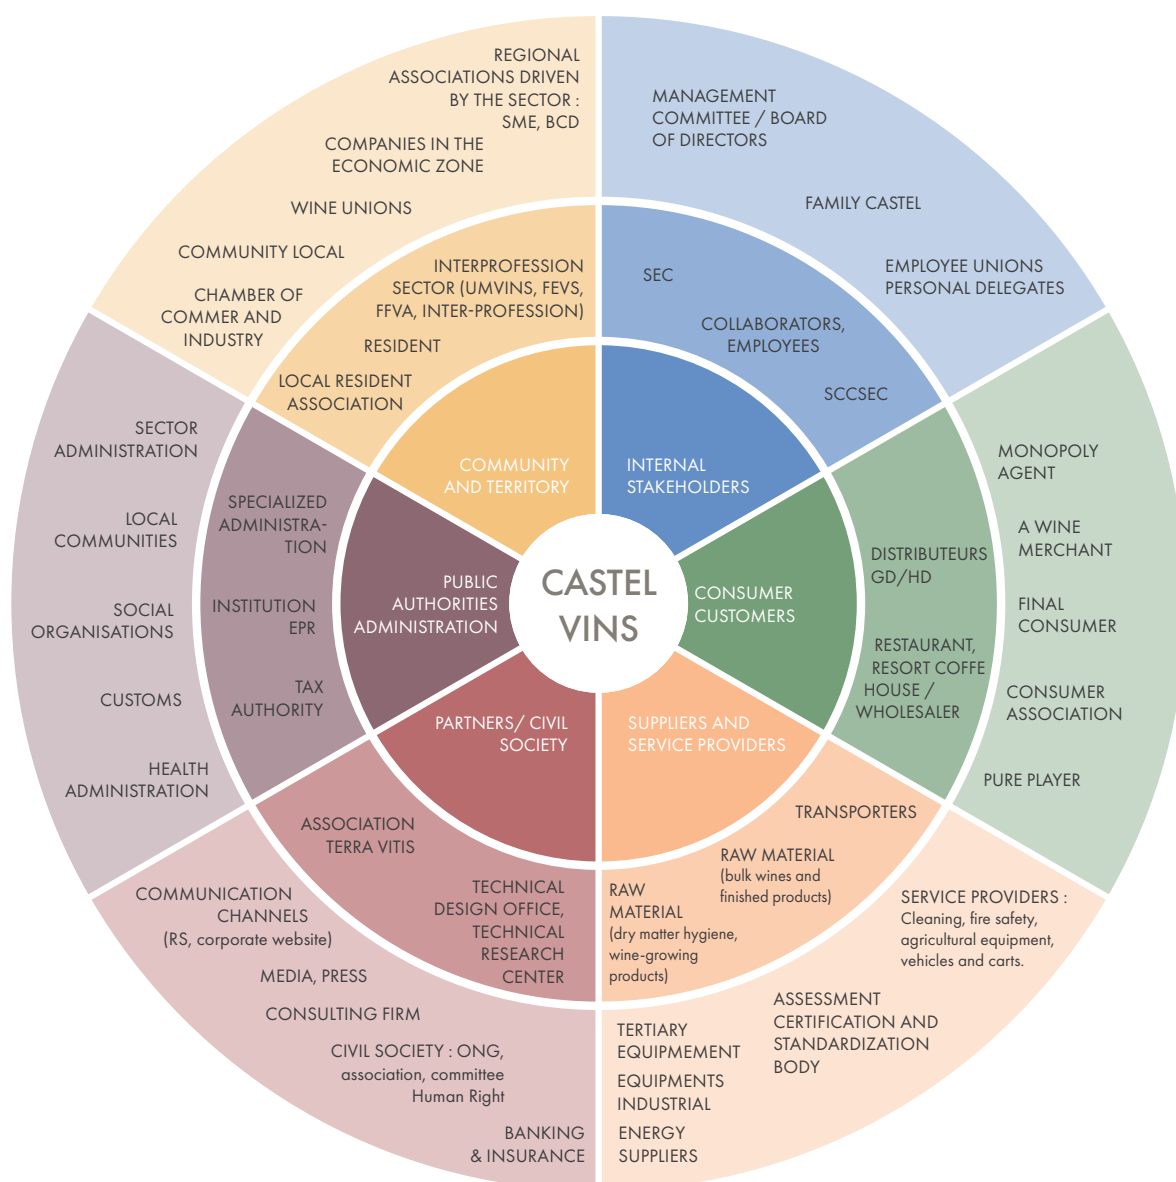 REGIONAL
ASSOCIATIONS DRIVEN
BY THE SECTOR :
SME, BCD
COMPANIES IN THE
ECONOMIC ZONE
WINE UNIONS
COMMUNITY LOCAL
CHAMBER OF
COMMER AND
INDUSTRY
INTERPROFESSION
SECTOR (UMVINS, FEVS,
FFVA, INTER-PROFESSION)
RESIDENT
LOCAL RESIDENT
ASSOCIATION
COMMUNITY
AND TERRITORY
MANAGEMENT
COMMITTEE / BOARD
OF DIRECTORS
FAMILY CASTEL
EMPLOYEE UNIONS
PERSONAL DELEGATES
SEC
COLLABORATORS,
EMPLOYEES
SCCSEC
INTERNAL
STAKEHOLDERS
SECTOR
ADMINISTRATION
LOCAL
COMMUNITIES
SOCIAL
ORGANISATIONS
CUSTOMS
HEALTH
ADMINISTRATION
SPECIALIZED
ADMINISTRA-
TION
INSTITUTION
EPR
TAX
AUTHORITY
PUBLIC
AUTHORITIES
ADMINISTRATION
CASTEL
VINS
CONSUMER
CUSTOMERS
DISTRIBUTEURS
GD/HD
RESTAURANT,
RESORT COFFE
HOUSE /
WHOLESALER
MONOPOLY
AGENT
A WINE
MERCHANT
FINAL
CONSUMER
CONSUMER
ASSOCIATION
PURE PLAYER
PARTNERS/ CIVIL
SOCIETY
ASSOCIATION
TERRA VITIS
TECHNICAL
DESIGN OFFICE,
TECHNICAL
RESEARCH
CENTER
COMMUNICATION
CHANNELS
(RS, corporate website)
MEDIA, PRESS
CONSULTING FIRM
CIVIL SOCIETY : ONG,
association, committee
Human Right
BANKING
& INSURANCE
SUPPLIERS AND
SERVICE PROVIDERS
TRANSPORTERS
RAW MATERIAL
(bulk wines and
finished products)
RAW
MATERIAL
(dry matter hygiene,
wine-growing
products)
SERVICE PROVIDERS :
Cleaning, fire safety,
agricultural equipment,
vehicles and carts.
ASSESSMENT
CERTIFICATION AND
STANDARDIZATION
BODY
TERTIARY
EQUIPMEMENT
EQUIPMENTS
INDUSTRIAL
ENERGY
SUPPLIERS